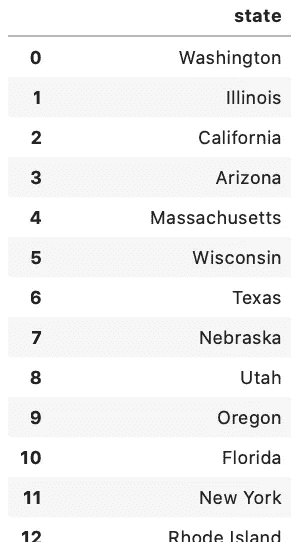 state
0 Washington
1 Illinois
2 California
3 Arizona
4 Massachusetts
5 Wisconsin
6 Texas
7 Nebraska
8 Utah
9 Oregon
10 Florida
11 New York
12 Rhode Island